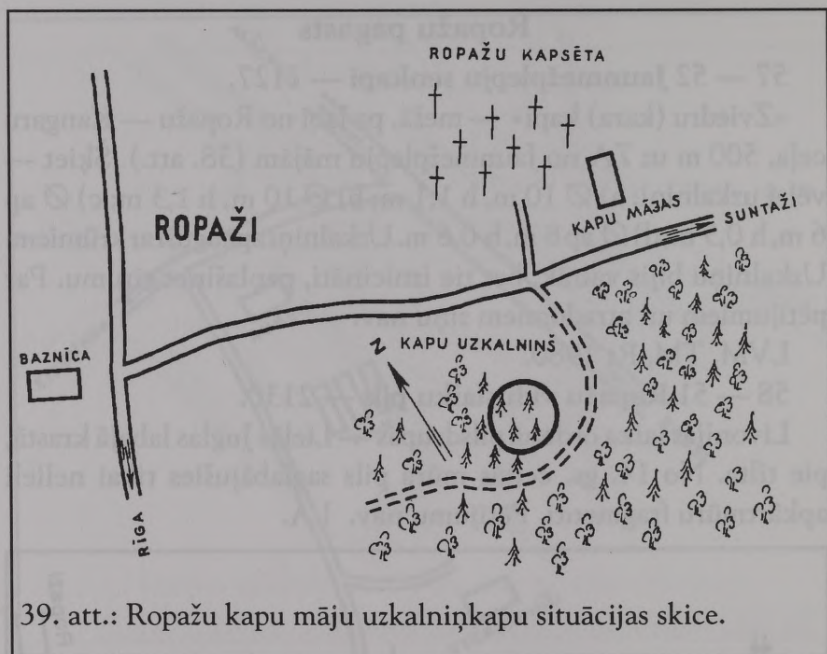 ROPAŽU KAPSĒTA
ROPAŽI
KAPU MĀJAS
SUNTAŽI
BAZNĪCA
Z
KAPU UZKALNIŅŠ
RĪGA
39. att.: Ropažu kapu māju uzkalniņkapu situācijas skice.